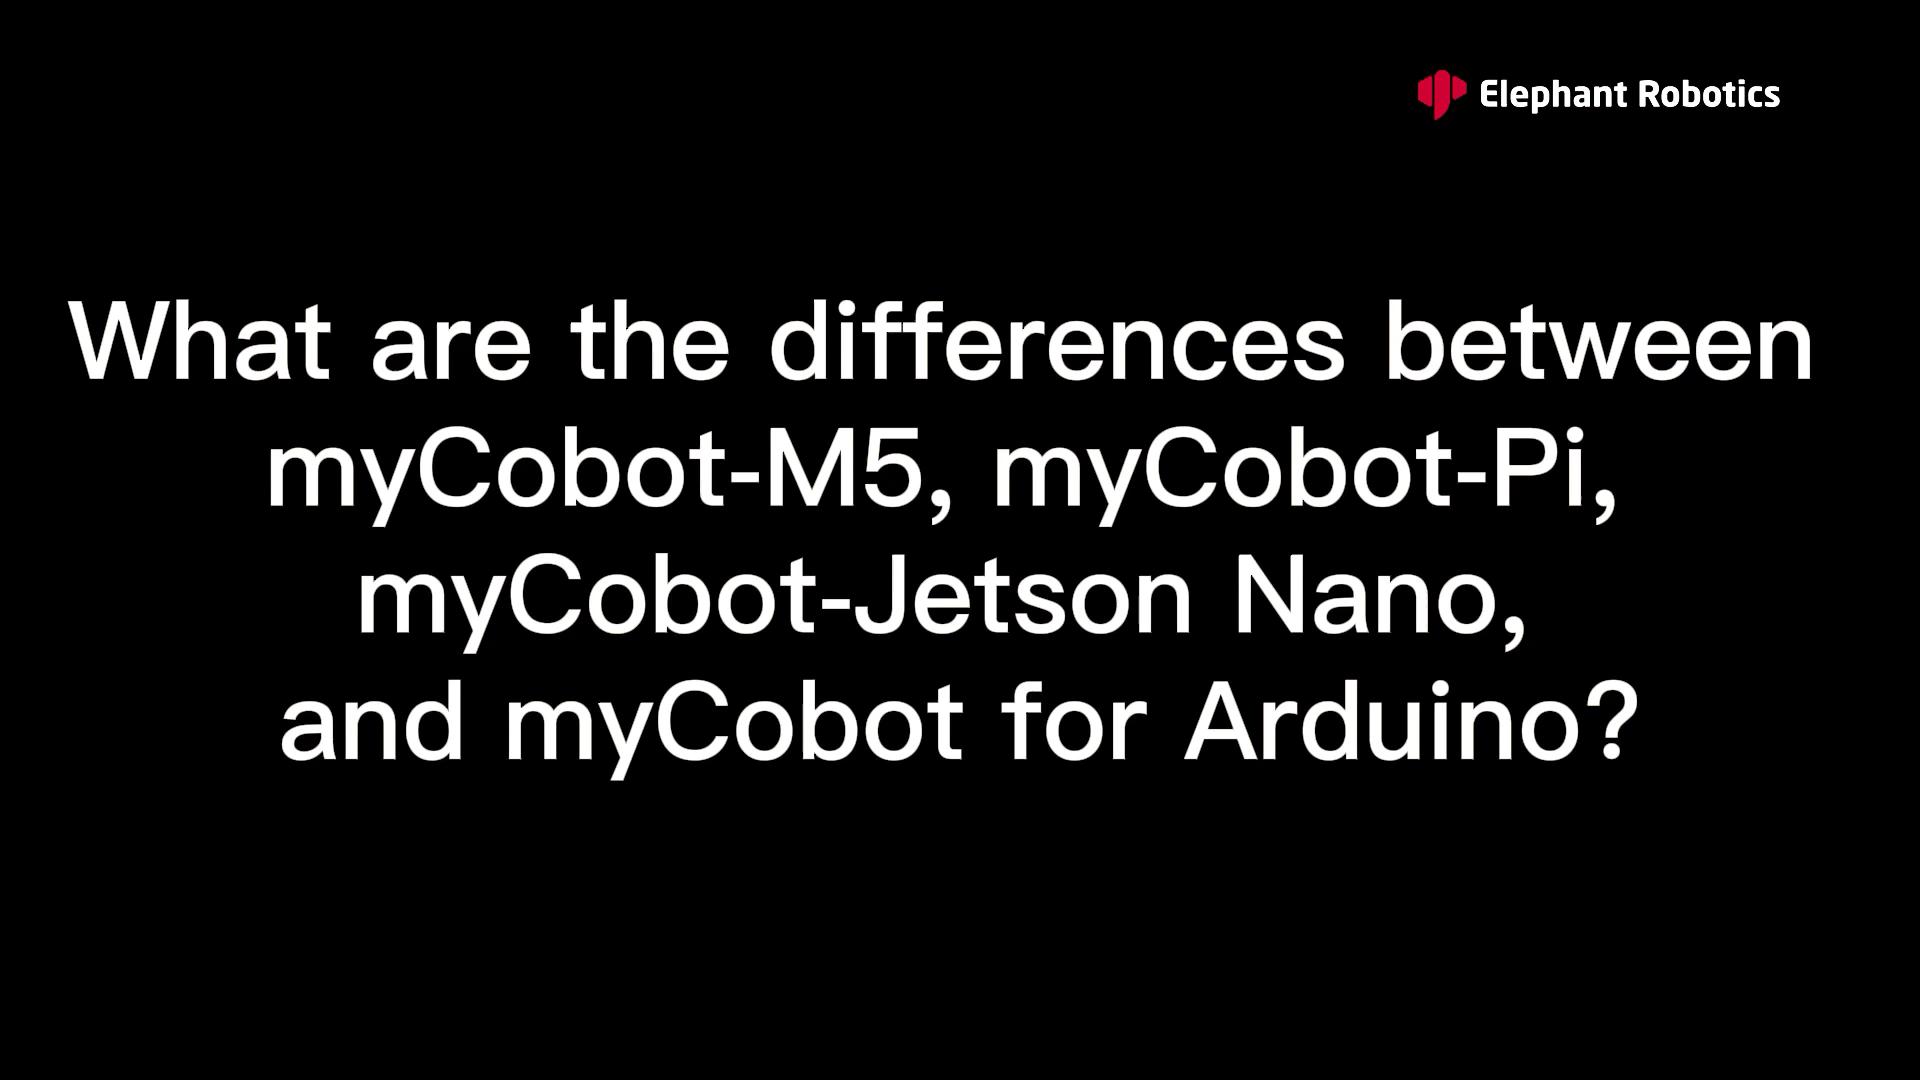 Elephant Robotics
What are the differences between
myCobot-M5, myCobot-Pi,
myCobot-Jetson Nano,
and myCobot for Arduino?